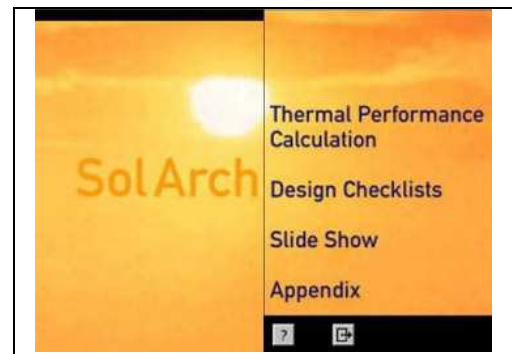 SolArch
Thermal Performance
Calculation
Design Checklists
Slide Show
Appendix
?